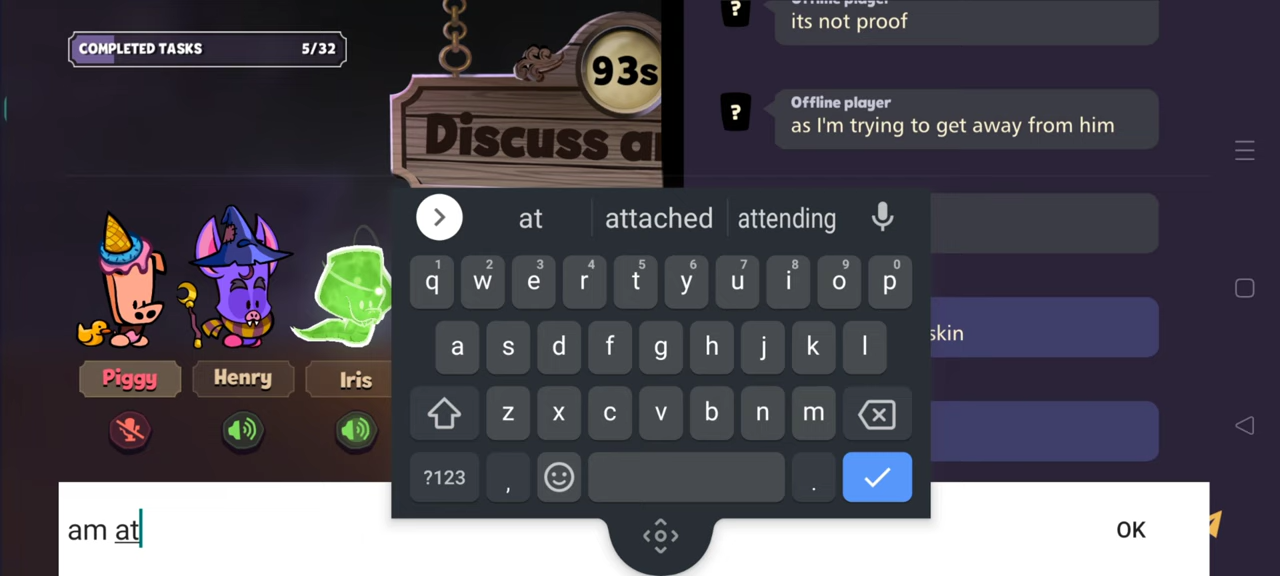 COMPLETED TASKS 5/32
93s
Discuss a
Offline player
its not proof
Offline player
as I'm trying to get away from him
skin
Piggy Henry Iris
at attached attending
1 2 3 4 5 6 7 8 9 0
q w e r t y u i o p
a s d f g h j k l
z x c v b n m
?123 , .
am at
OK